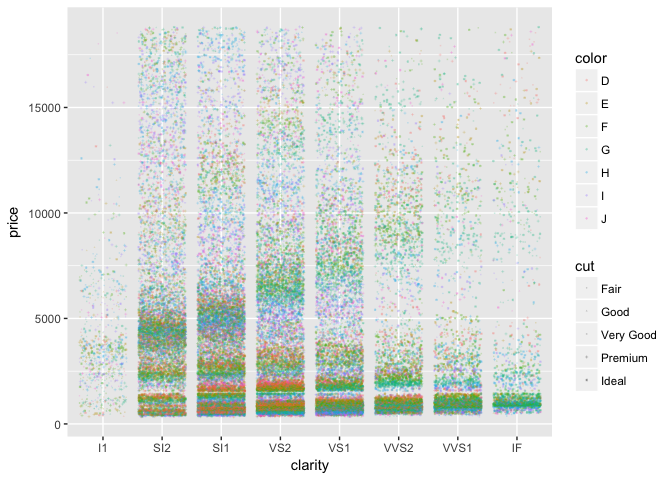 price
15000
10000
5000
0
I1 SI2 SI1 VS2 VS1 VVS2 VVS1 IF
clarity
color
D
E
F
G
H
I
J
cut
Fair
Good
Very Good
Premium
Ideal